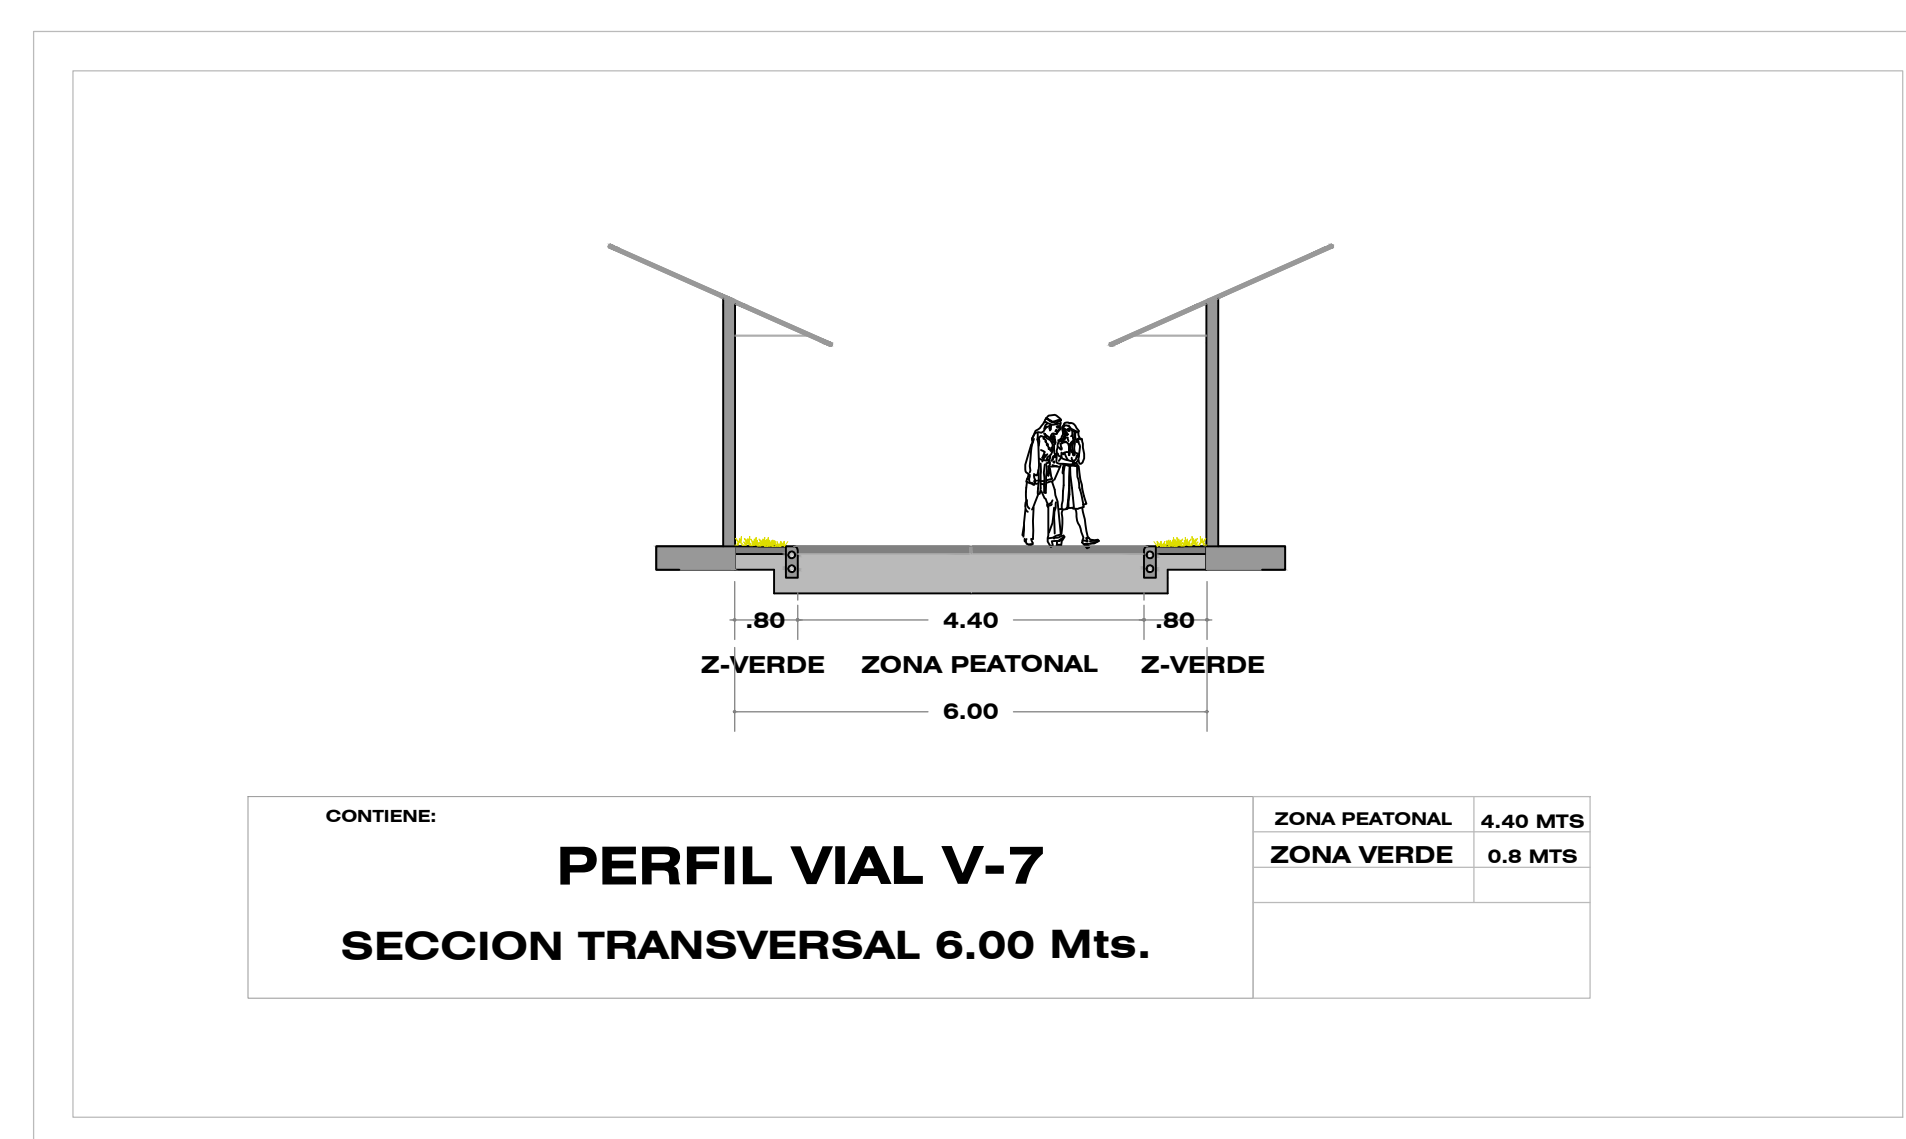 .80 4.40 .80
Z-VERDE ZONA PEATONAL Z-VERDE
6.00
CONTIENE:
PERFIL VIAL V-7
SECCION TRANSVERSAL 6.00 Mts.
ZONA PEATONAL 4.40 MTS
ZONA VERDE 0.8 MTS